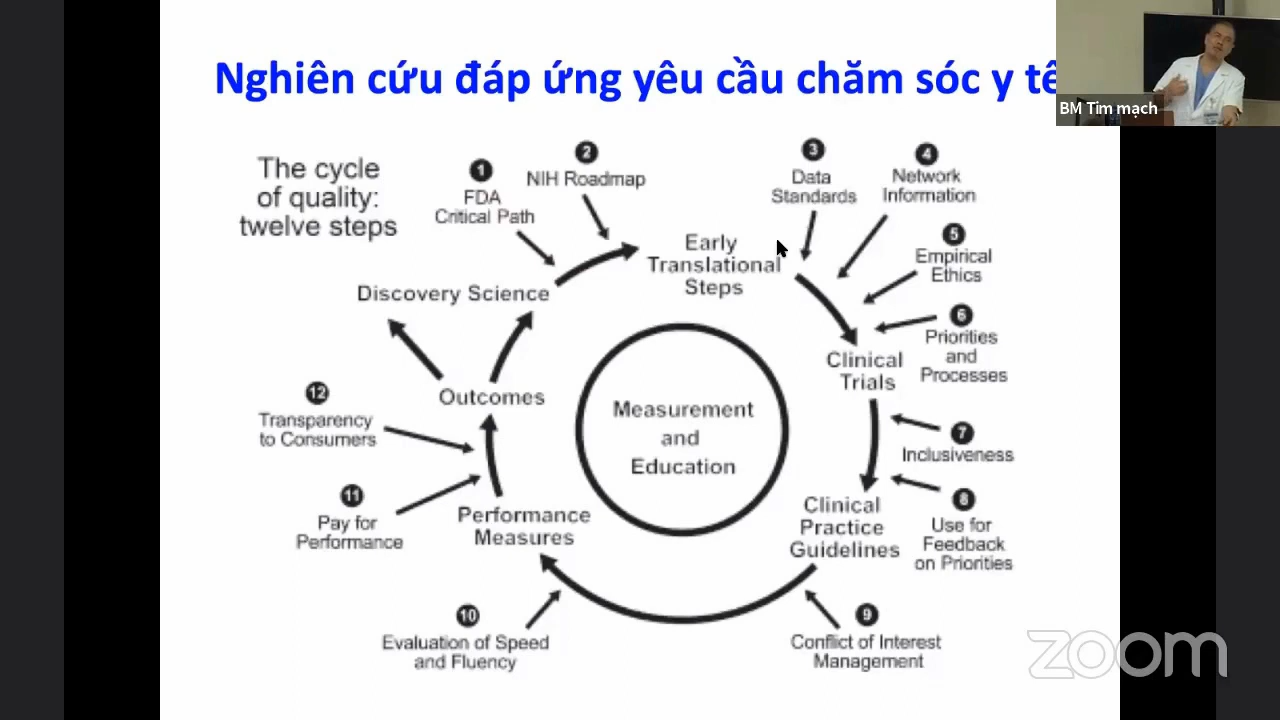 Nghiên cứu đáp ứng yêu cầu chăm sóc y tế
BM Tim mạch
The cycle
of quality:
twelve steps
1
FDA
Critical Path
2
NIH Roadmap
3
Data
Standards
4
Network
Information
5
Empirical
Ethics
6
Priorities
and
Processes
7
Inclusiveness
8
Use for
Feedback
on Priorities
9
Conflict of Interest
Management
10
Evaluation of Speed
and Fluency
11
Pay for
Performance
12
Transparency
to Consumers
Discovery Science
Early
Translational
Steps
Clinical
Trials
Clinical
Practice
Guidelines
Performance
Measures
Outcomes
Measurement
and
Education
zoom